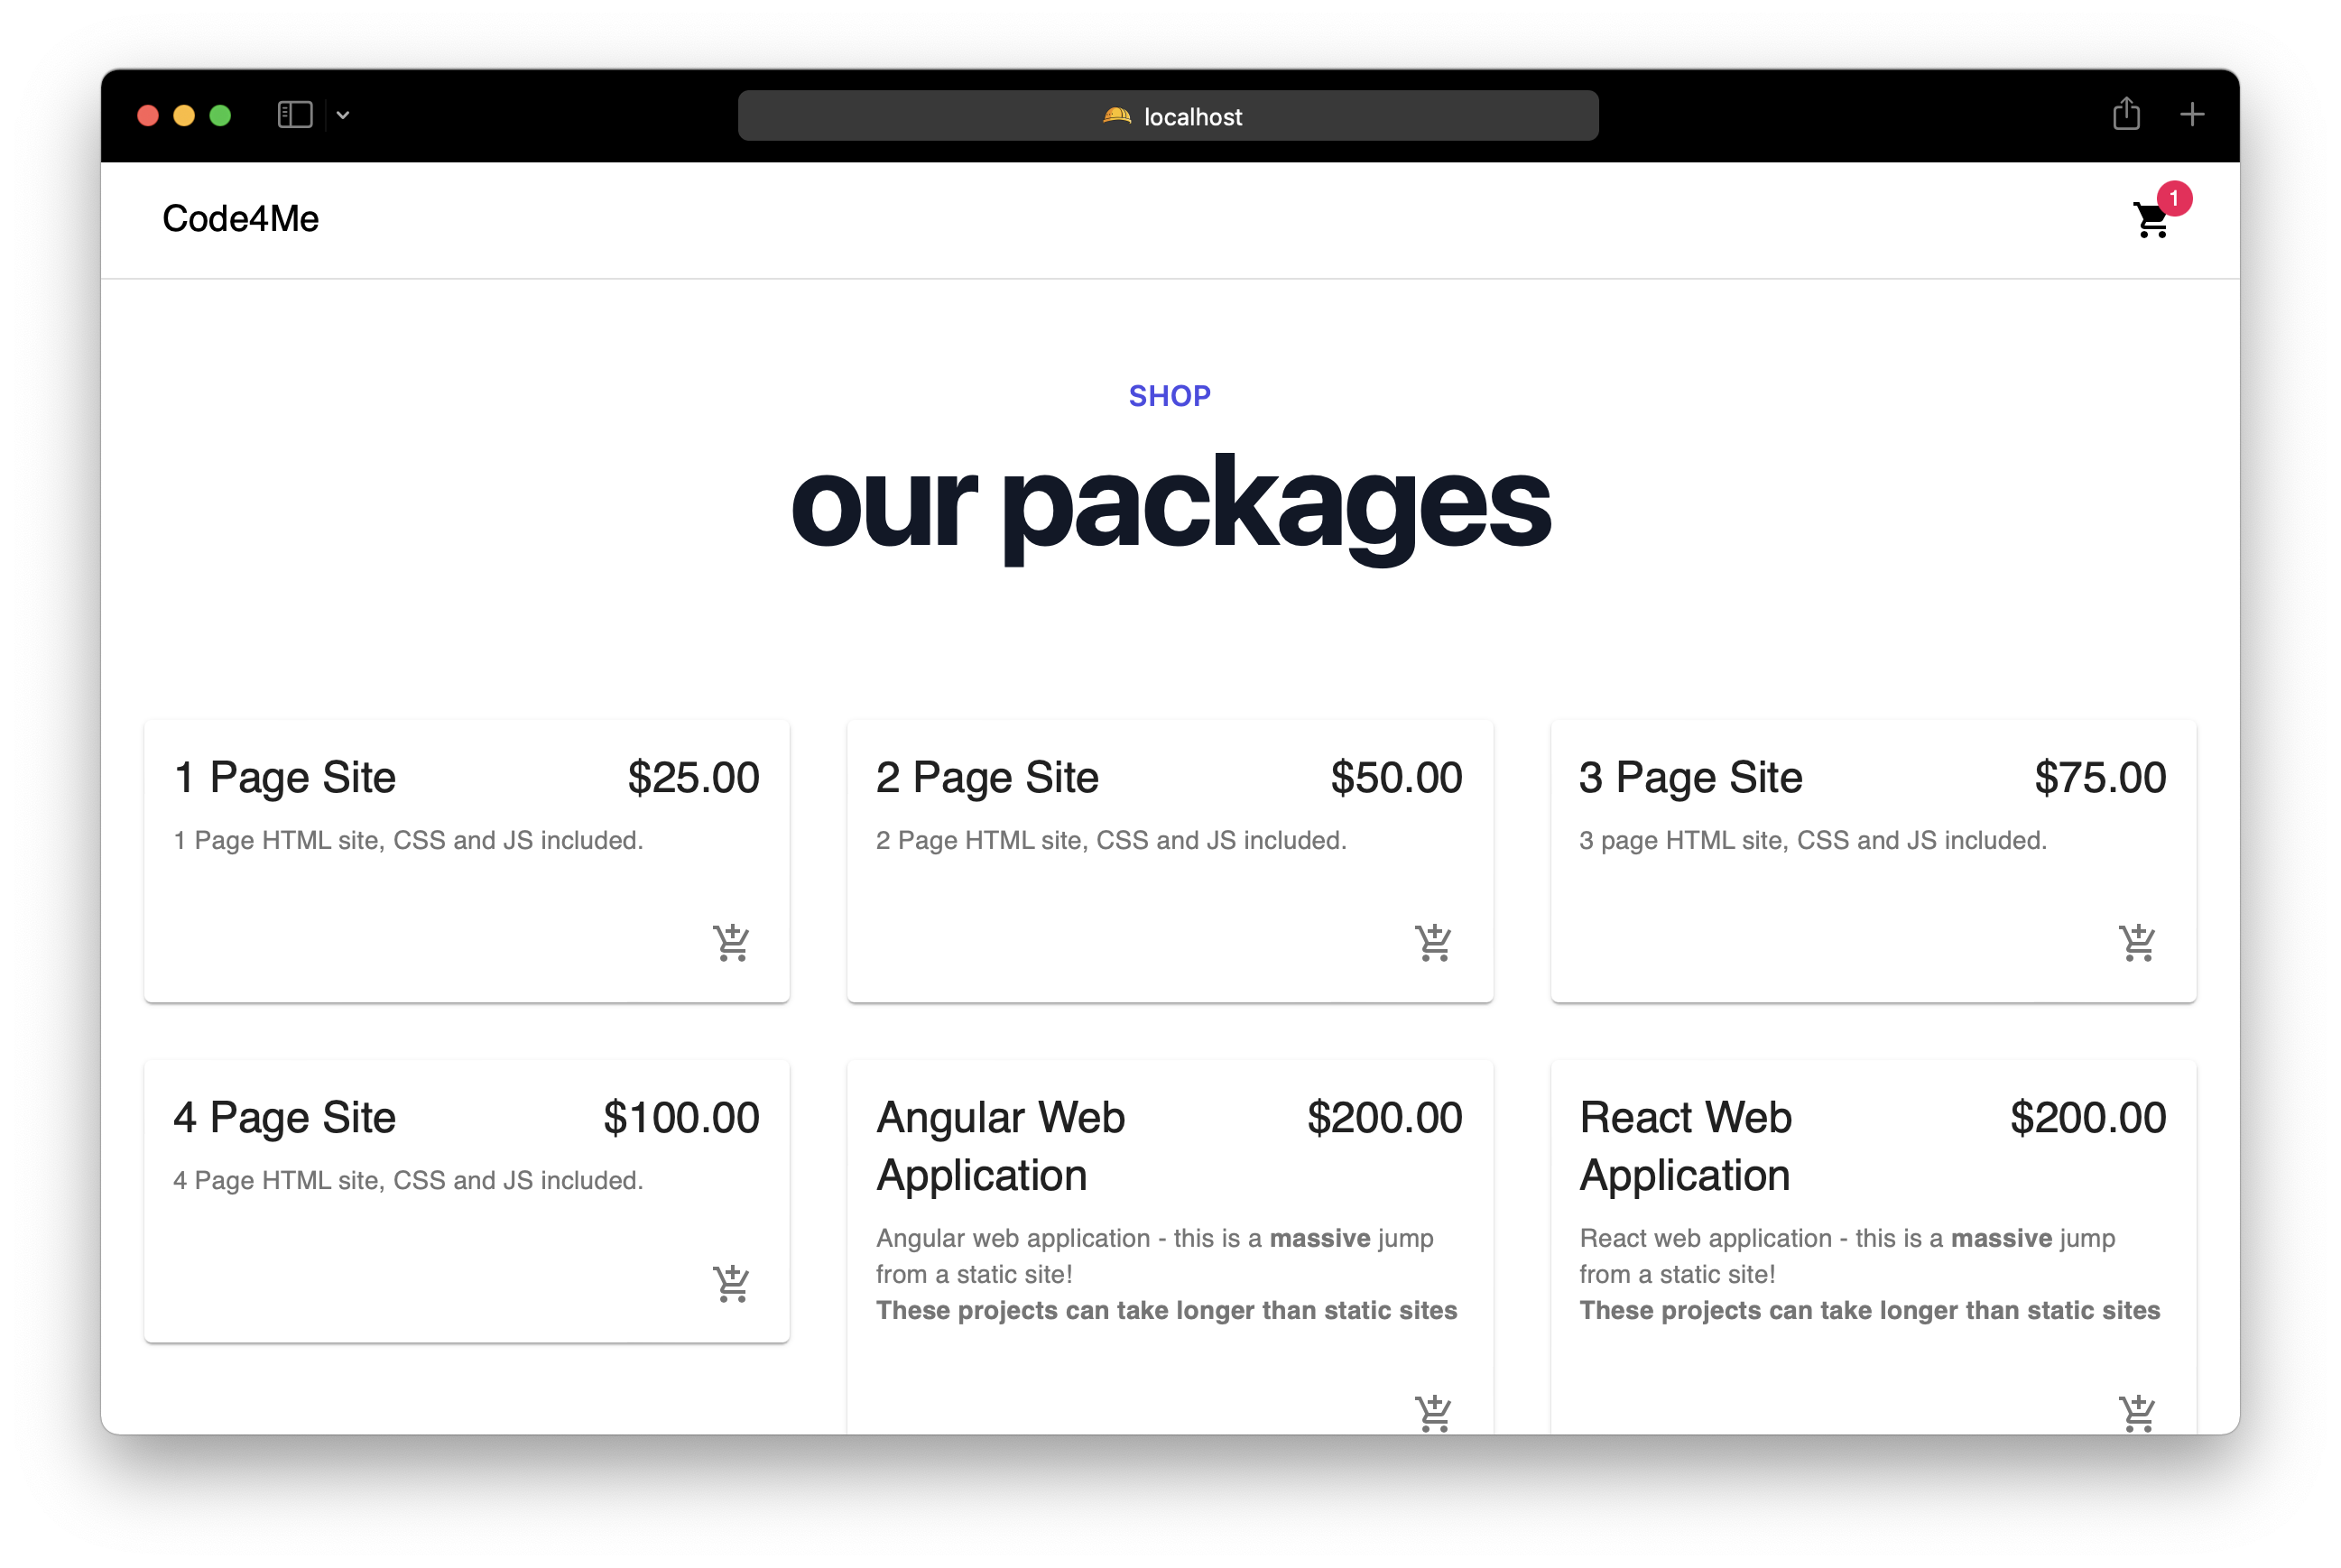 localhost
Code4Me
1
SHOP
our packages
1 Page Site $25.00
1 Page HTML site, CSS and JS included.
2 Page Site $50.00
2 Page HTML site, CSS and JS included.
3 Page Site $75.00
3 page HTML site, CSS and JS included.
4 Page Site $100.00
4 Page HTML site, CSS and JS included.
Angular Web $200.00
Application
Angular web application - this is a massive jump
from a static site!
These projects can take longer than static sites
React Web $200.00
Application
React web application - this is a massive jump
from a static site!
These projects can take longer than static sites